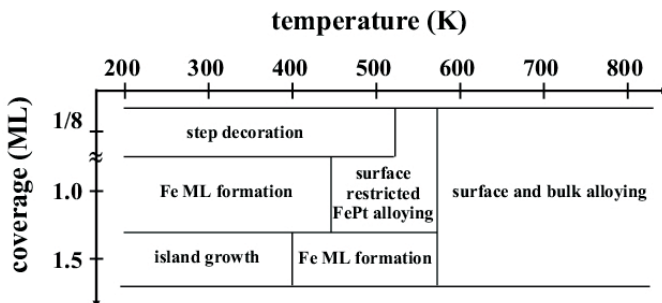 temperature (K)
200 300 400 500 600 700 800
coverage (ML)
1/8
step decoration
1.0
Fe ML formation
surface
restricted
FePt alloying
surface and bulk alloying
1.5
island growth
Fe ML formation